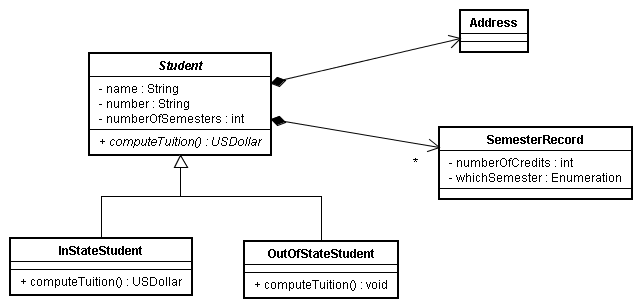 Address
Student
- name : String
- number : String
- numberOfSemesters : int
+ computeTuition() : USDollar
SemesterRecord
- numberOfCredits : int
- whichSemester : Enumeration
*
InStateStudent
+ computeTuition() : USDollar
OutOfStateStudent
+ computeTuition() : void